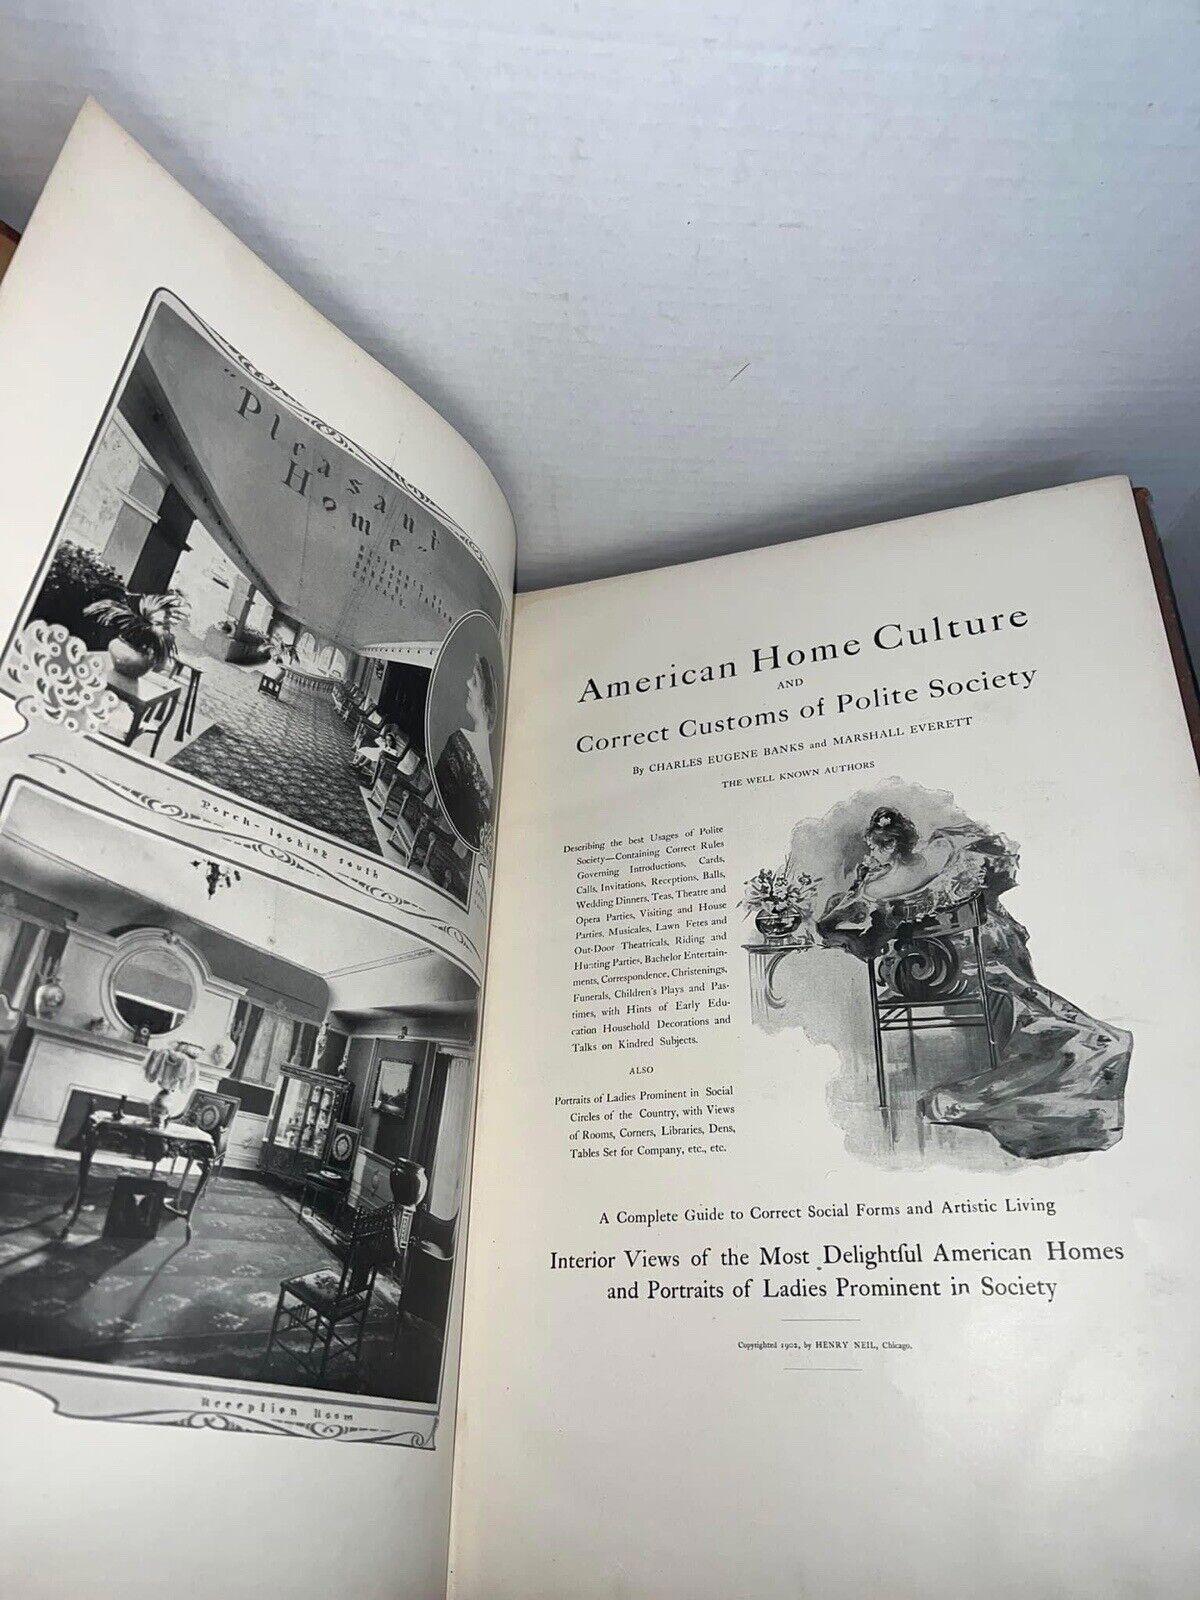 "Pleasant
Home"
RESIDENCE OF
MR. JOHN FARSON
CHICAGO.
Porch - looking south
Reception Room
American Home Culture
AND
Correct Customs of Polite Society
By CHARLES EUGENE BANKS and MARSHALL EVERETT
THE WELL KNOWN AUTHORS
Describing the best Usages of Polite
Society—Containing Correct Rules
Governing Introductions, Cards,
Calls, Invitations, Receptions, Balls,
Wedding Dinners, Teas, Theatre and
Opera Parties, Visiting and House
Parties, Musicales, Lawn Fetes and
Out-Door Theatricals, Riding and
Hunting Parties, Bachelor Entertain-
ments, Correspondence, Christenings,
Funerals, Children's Plays and Pas-
times, with Hints of Early Edu-
cation Household Decorations and
Talks on Kindred Subjects.
ALSO
Portraits of Ladies Prominent in Social
Circles of the Country, with Views
of Rooms, Corners, Libraries, Dens,
Tables Set for Company, etc., etc.
A Complete Guide to Correct Social Forms and Artistic Living
Interior Views of the Most Delightful American Homes
and Portraits of Ladies Prominent in Society
Copyrighted 1902, by HENRY NEIL, Chicago.